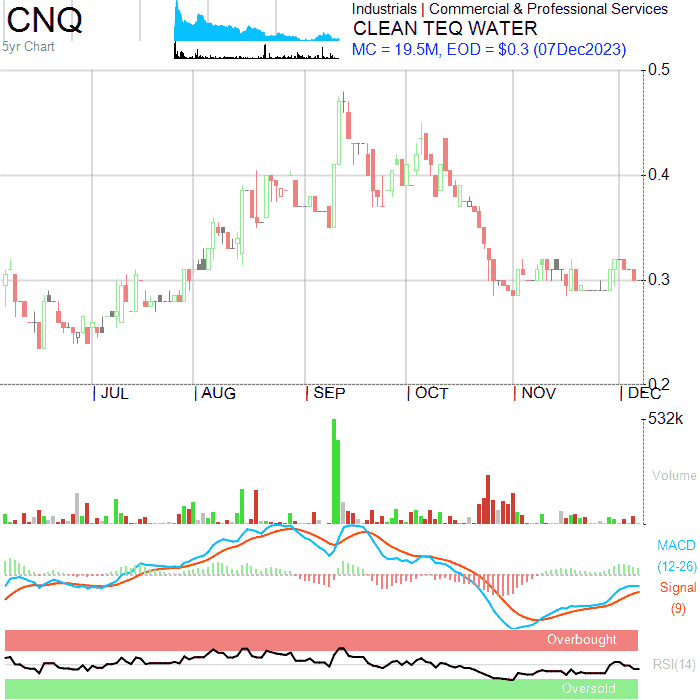 CNQ
5yr Chart
Industrials | Commercial & Professional Services
CLEAN TEQ WATER
MC = 19.5M, EOD = $0.3 (07Dec2023)
0.5
0.4
0.3
0.2
JUL AUG SEP OCT NOV DEC
532k
Volume
MACD
(12-26)
Signal
(9)
Overbought
RSI(14)
Oversold